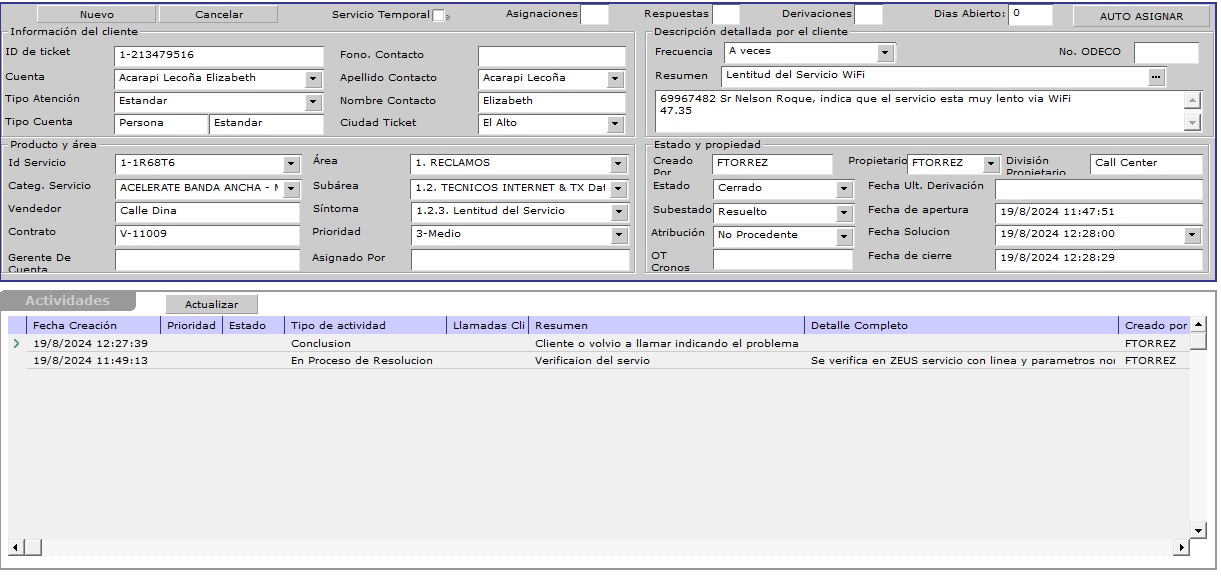 Nuevo Cancelar Servicio Temporal Asignaciones Respuestas Derivaciones Dias Abierto: 0 AUTO ASIGNAR
Información del cliente
ID de ticket 1-213479516 Fono. Contacto
Cuenta Acarapi Lecoña Elizabeth Apellido Contacto Acarapi Lecoña
Tipo Atención Estandar Nombre Contacto Elizabeth
Tipo Cuenta Persona Estandar Ciudad Ticket El Alto
Descripción detallada por el cliente
Frecuencia A veces No. ODECO
Resumen Lentitud del Servicio WiFi ...
69967482 Sr Nelson Roque, indica que el servicio esta muy lento via WiFi
47.35
Producto y área
Id Servicio 1-1R68T6 Área 1. RECLAMOS
Categ. Servicio ACELERATE BANDA ANCHA - Subárea 1.2. TECNICOS INTERNET & TX Dat
Vendedor Calle Dina Síntoma 1.2.3. Lentitud del Servicio
Contrato V-11009 Prioridad 3-Medio
Gerente De Cuenta Asignado Por
Estado y propiedad
Creado Por FTORREZ Propietario FTORREZ División Propietario Call Center
Estado Cerrado Fecha Ult. Derivación
Subestado Resuelto Fecha de apertura 19/8/2024 11:47:51
Atribución No Procedente Fecha Solucion 19/8/2024 12:28:00
OT Cronos Fecha de cierre 19/8/2024 12:28:29
Actividades Actualizar
Fecha Creación Prioridad Estado Tipo de actividad Llamadas Cli Resumen Detalle Completo Creado por
19/8/2024 12:27:39 Conclusion Cliente o volvio a llamar indicando el problema FTORREZ
19/8/2024 11:49:13 En Proceso de Resolucion Verificaion del servio Se verifica en ZEUS servicio con linea y parametros nor FTORREZ